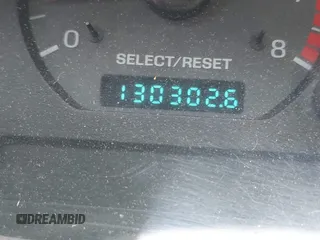 0 8
SELECT/RESET
130302.6
DREAMBID